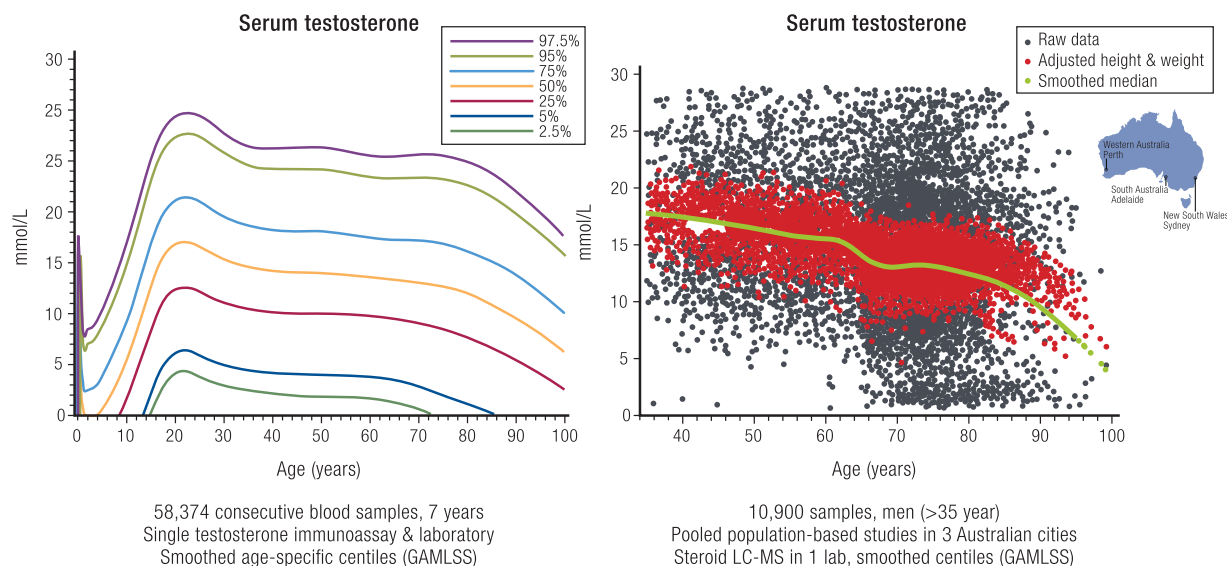 Serum testosterone
97.5%
95%
75%
50%
25%
5%
2.5%
30
25
20
15
10
5
0
mmol/L
0 10 20 30 40 50 60 70 80 90 100
Age (years)
58,374 consecutive blood samples, 7 years
Single testosterone immunoassay & laboratory
Smoothed age-specific centiles (GAMLSS)
Serum testosterone
Raw data
Adjusted height & weight
Smoothed median
30
25
20
15
10
5
0
mmol/L
40 50 60 70 80 90 100
Age (years)
Western Australia
Perth
South Australia
Adelaide
New South Wales
Sydney
10,900 samples, men (>35 year)
Pooled population-based studies in 3 Australian cities
Steroid LC-MS in 1 lab, smoothed centiles (GAMLSS)